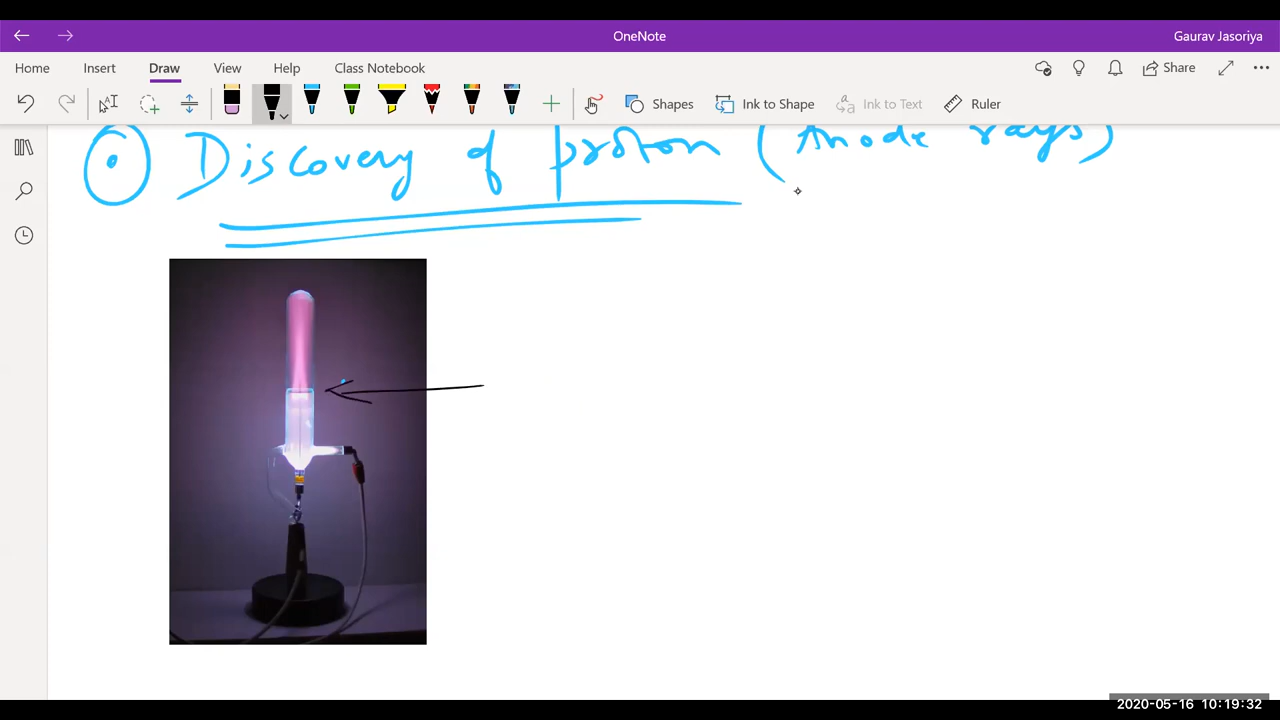 OneNote
Gaurav Jasoriya
Home Insert Draw View Help Class Notebook
Share
Shapes
Ink to Shape
Ink to Text
Ruler
Discovery of proton (Anode rays)
2020-05-16 10:19:32